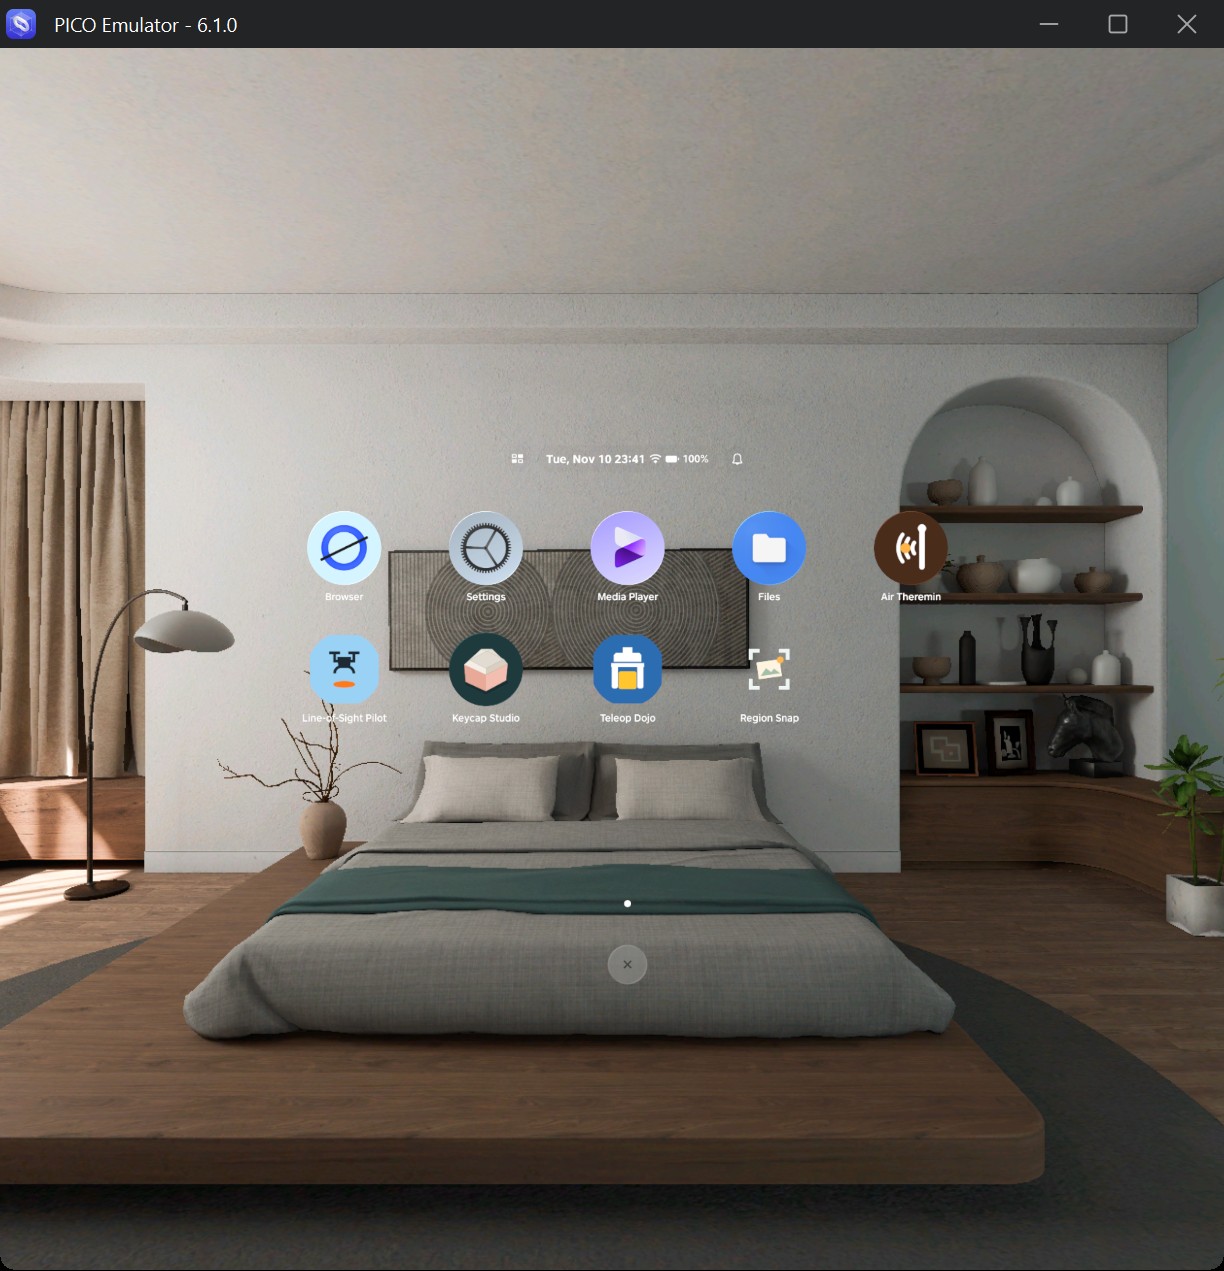 PICO Emulator - 6.1.0
Tue, Nov 10 23:41 100%
Browser
Settings
Media Player
Files
Air Theremin
Line-of-Sight Pilot
Keycap Studio
Teleop Dojo
Region Snap